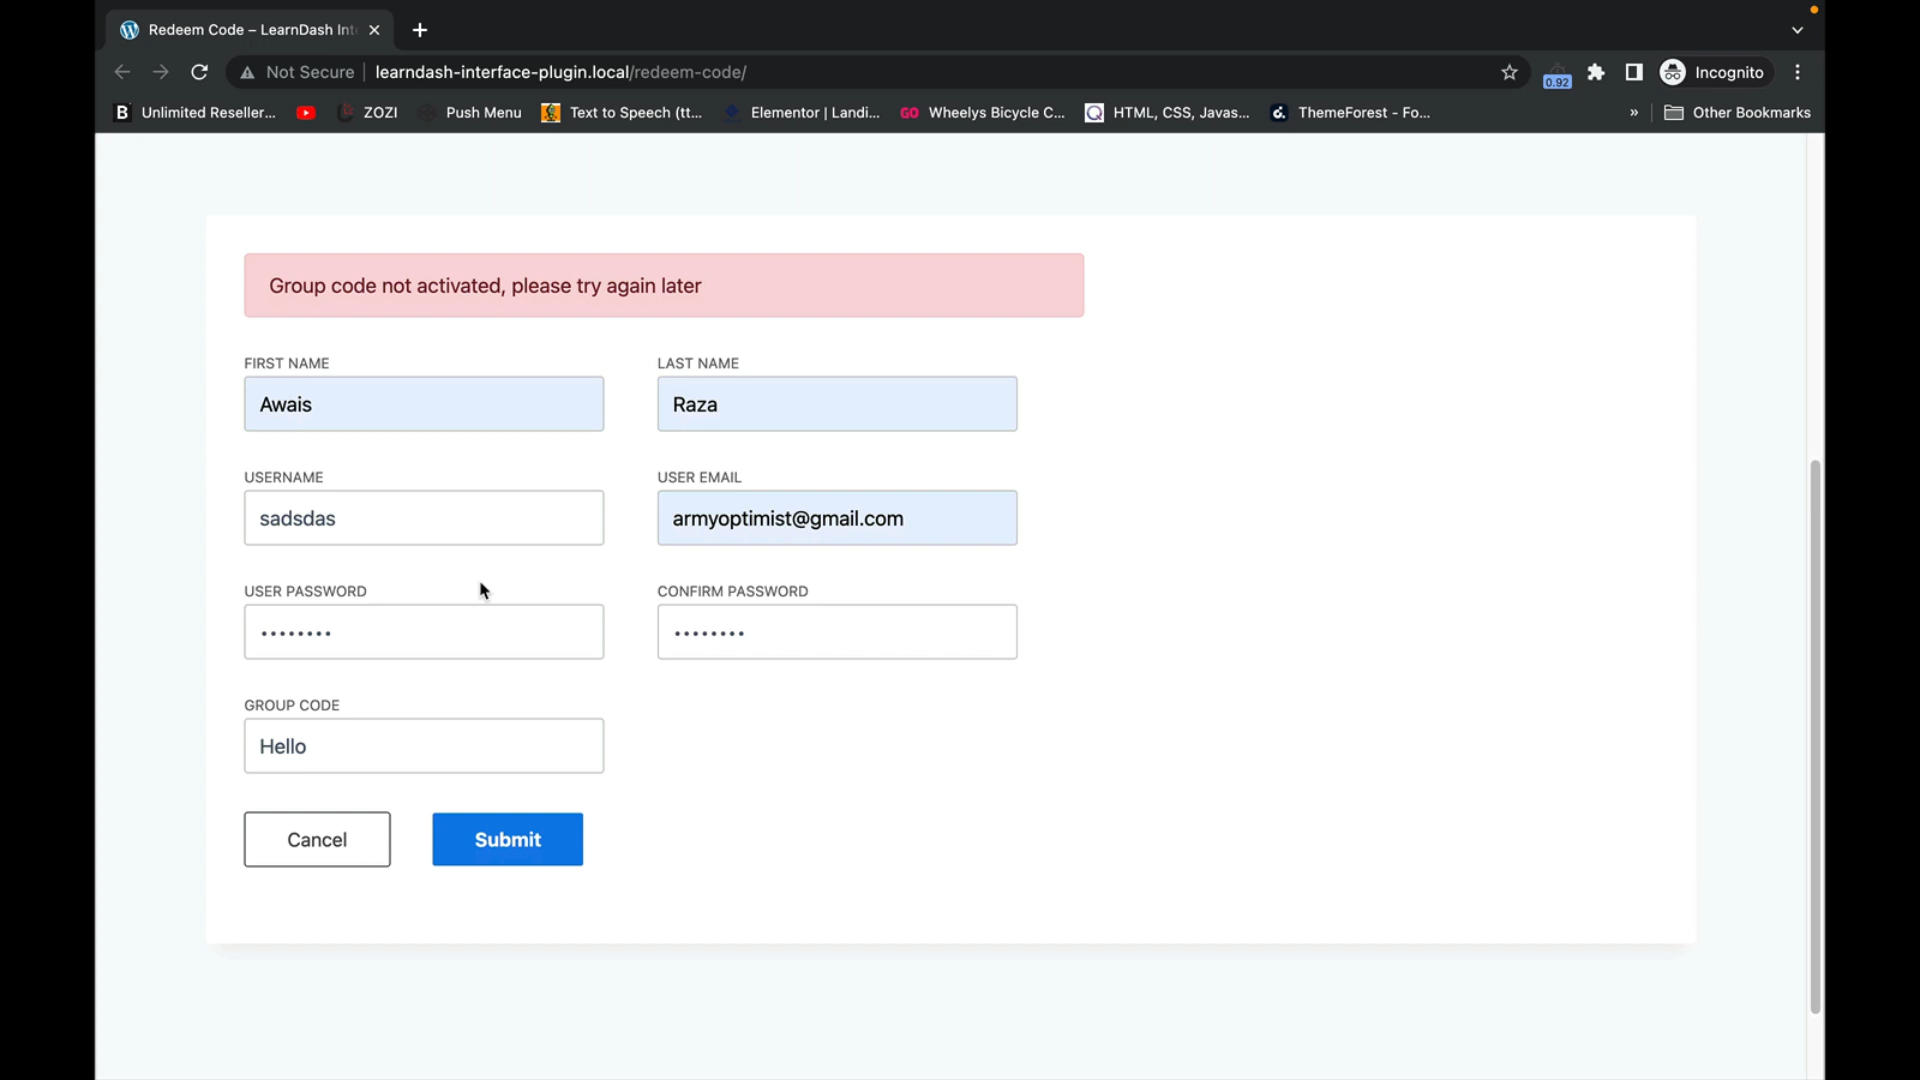 Redeem Code – LearnDash Int
Not Secure learndash-interface-plugin.local/redeem-code/ 0.92 Incognito
B Unlimited Reseller... ZOZI Push Menu Text to Speech (tt... Elementor | Landi... GO Wheelys Bicycle C... HTML, CSS, Javas... ThemeForest - Fo... » Other Bookmarks
Group code not activated, please try again later
FIRST NAME LAST NAME
Awais Raza
USERNAME USER EMAIL
sadsdas armyoptimist@gmail.com
USER PASSWORD CONFIRM PASSWORD
•••••••• ••••••••
GROUP CODE
Hello
Cancel Submit